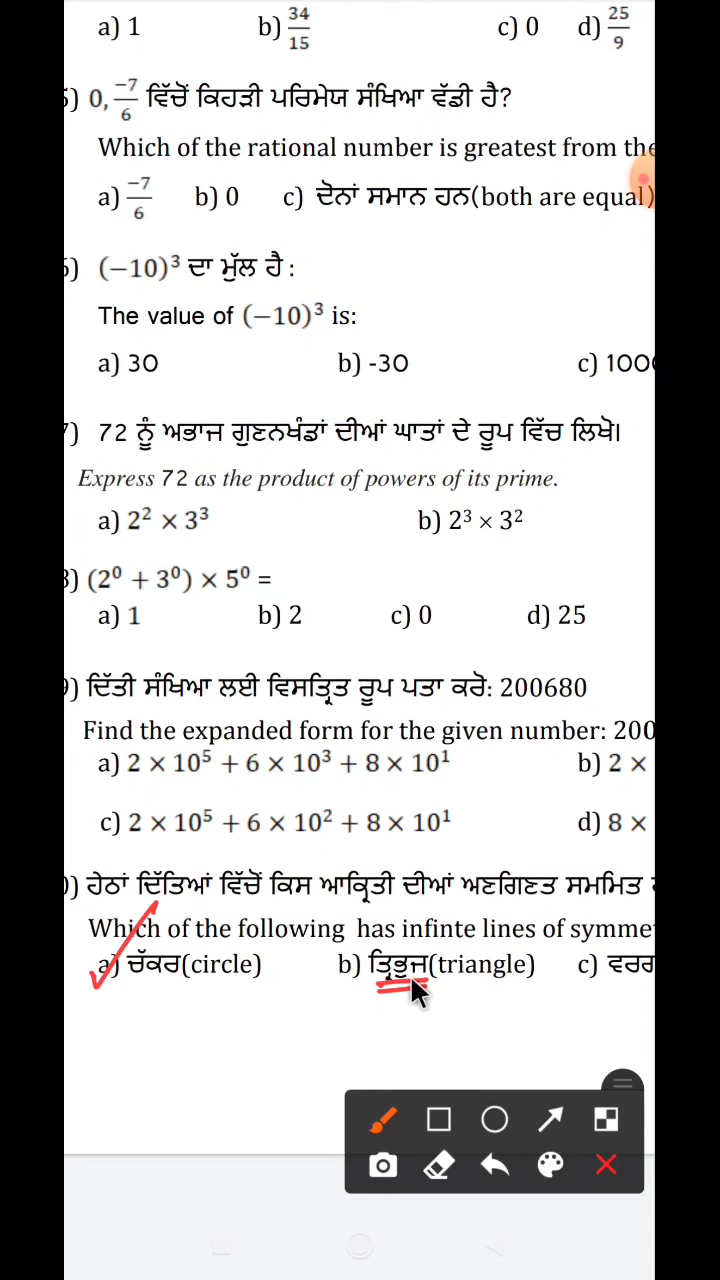 a) 1 b) 34/15 c) 0 d) 25/9
) 0, -7/6 ਵਿੱਚੋਂ ਕਿਹੜੀ ਪਰਿਮੇਯ ਸੰਖਿਆ ਵੱਡੀ ਹੈ?
Which of the rational number is greatest from the
a) -7/6 b) 0 c) ਦੋਨਾਂ ਸਮਾਨ ਹਨ(both are equal)
) (−10)³ ਦਾ ਮੁੱਲ ਹੈ :
The value of (−10)³ is:
a) 30 b) -30 c) 100
) 72 ਨੂੰ ਅਭਾਜ ਗੁਣਨਖੰਡਾਂ ਦੀਆਂ ਘਾਤਾਂ ਦੇ ਰੂਪ ਵਿੱਚ ਲਿਖੋ।
Express 72 as the product of powers of its prime.
a) 2² × 3³ b) 2³ × 3²
) (2⁰ + 3⁰) × 5⁰ =
a) 1 b) 2 c) 0 d) 25
) ਦਿੱਤੀ ਸੰਖਿਆ ਲਈ ਵਿਸਤ੍ਰਿਤ ਰੂਪ ਪਤਾ ਕਰੋ: 200680
Find the expanded form for the given number: 200
a) 2 × 10⁵ + 6 × 10³ + 8 × 10¹ b) 2 ×
c) 2 × 10⁵ + 6 × 10² + 8 × 10¹ d) 8 ×
) ਹੇਠਾਂ ਦਿੱਤਿਆਂ ਵਿੱਚੋਂ ਕਿਸ ਆਕ੍ਰਿਤੀ ਦੀਆਂ ਅਣਗਿਣਤ ਸਮਮਿਤ
Which of the following has infinte lines of symme
a) ਚੱਕਰ(circle) b) ਤ੍ਰਿਭੁਜ(triangle) c) ਵਰਗ